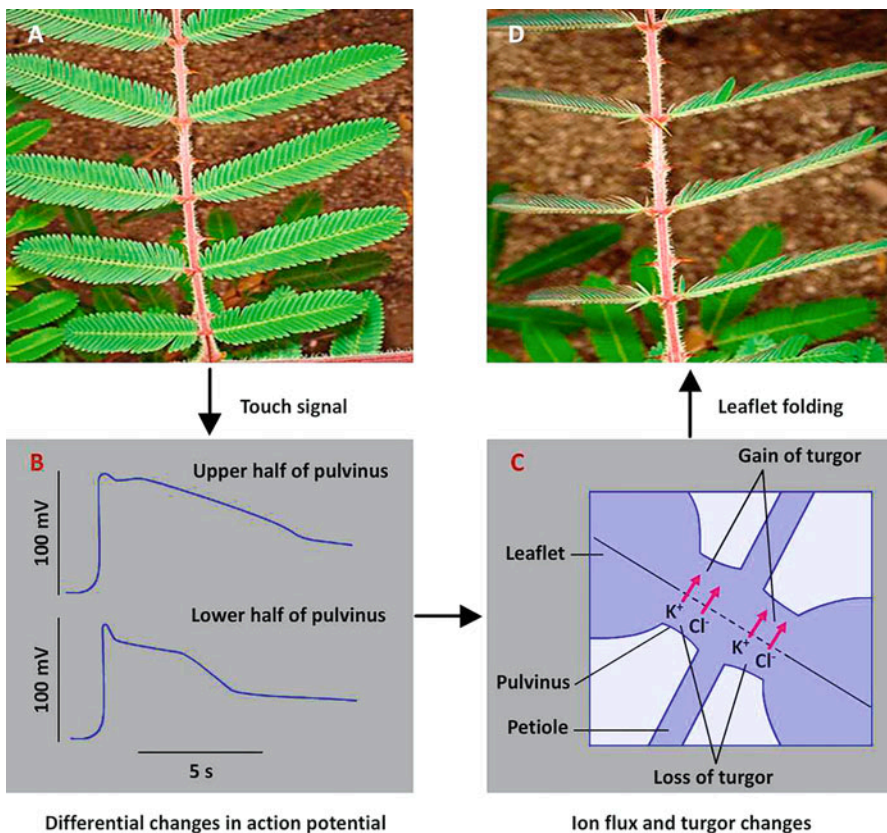 A
D
Touch signal
Leaflet folding
B
Upper half of pulvinus
100 mV
Lower half of pulvinus
100 mV
5 s
C
Gain of turgor
Leaflet
K+
Cl-
K+
Cl-
Pulvinus
Petiole
Loss of turgor
Differential changes in action potential
Ion flux and turgor changes